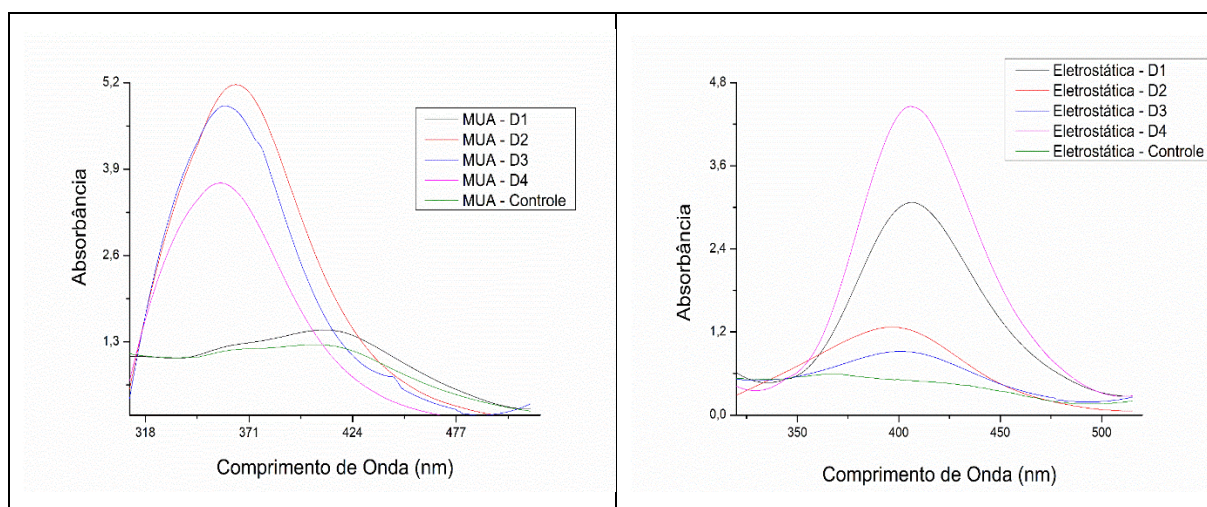 5,2
3,9
2,6
1,3
Absorbância
318
371
424
477
Comprimento de Onda (nm)
MUA - D1
MUA - D2
MUA - D3
MUA - D4
MUA - Controle
4,8
3,6
2,4
1,2
0,0
Absorbância
350
400
450
500
Comprimento de Onda (nm)
Eletrostática - D1
Eletrostática - D2
Eletrostática - D3
Eletrostática - D4
Eletrostática - Controle